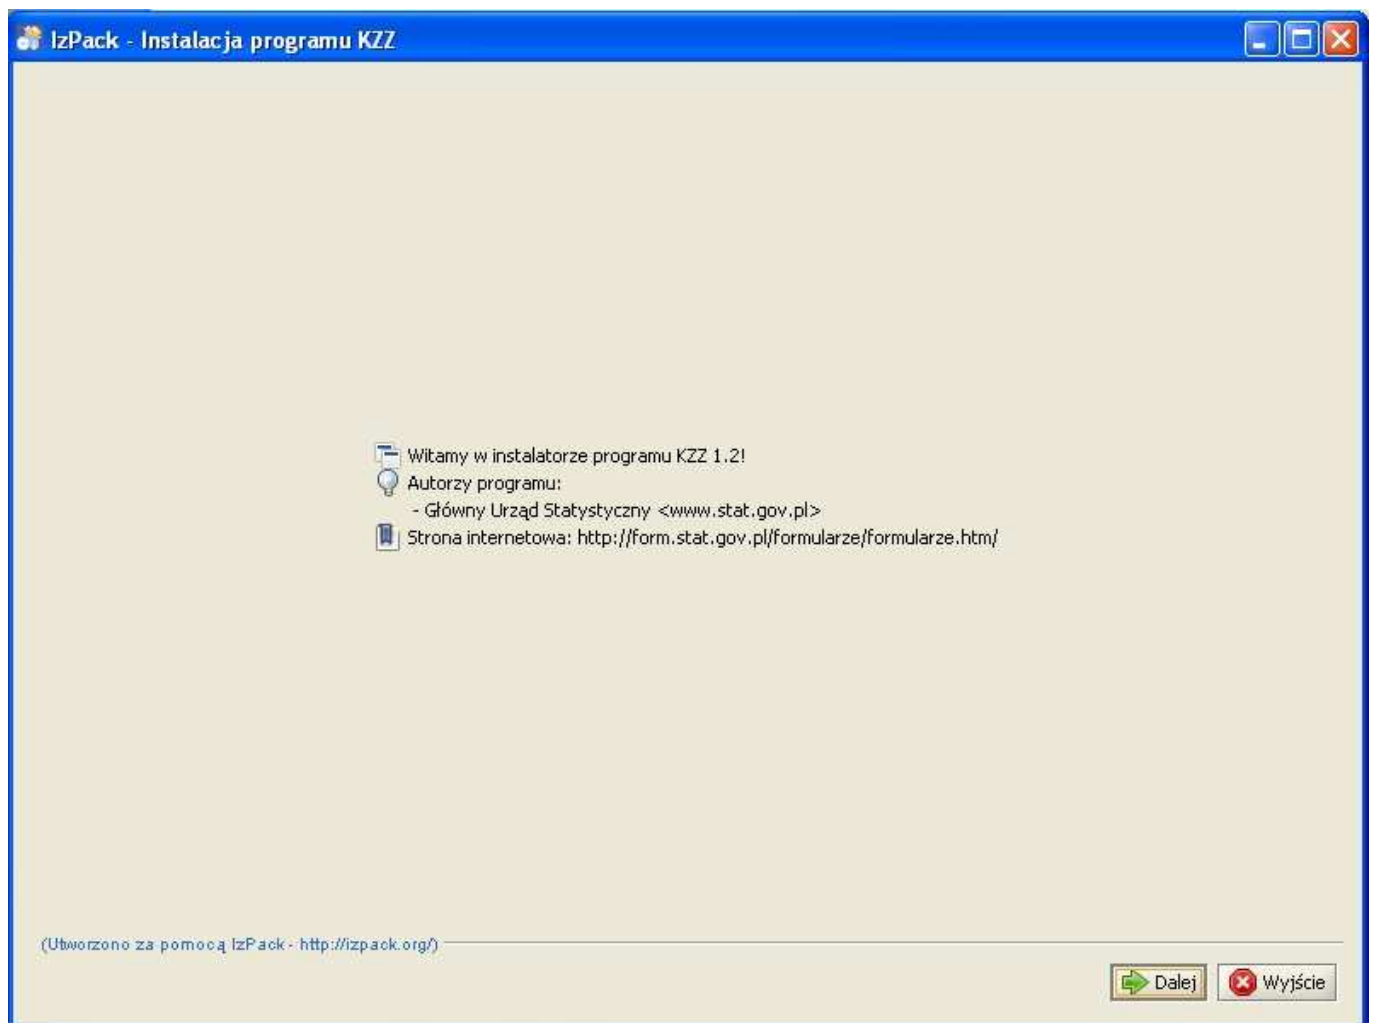 IzPack - Instalacja programu KZZ
Witamy w instalatorze programu KZZ 1.2!
Autorzy programu:
- Główny Urząd Statystyczny <www.stat.gov.pl>
Strona internetowa: http://form.stat.gov.pl/formularze/formularze.htm/
(Utworzono za pomocą IzPack - http://izpack.org/)
Dalej
Wyjście